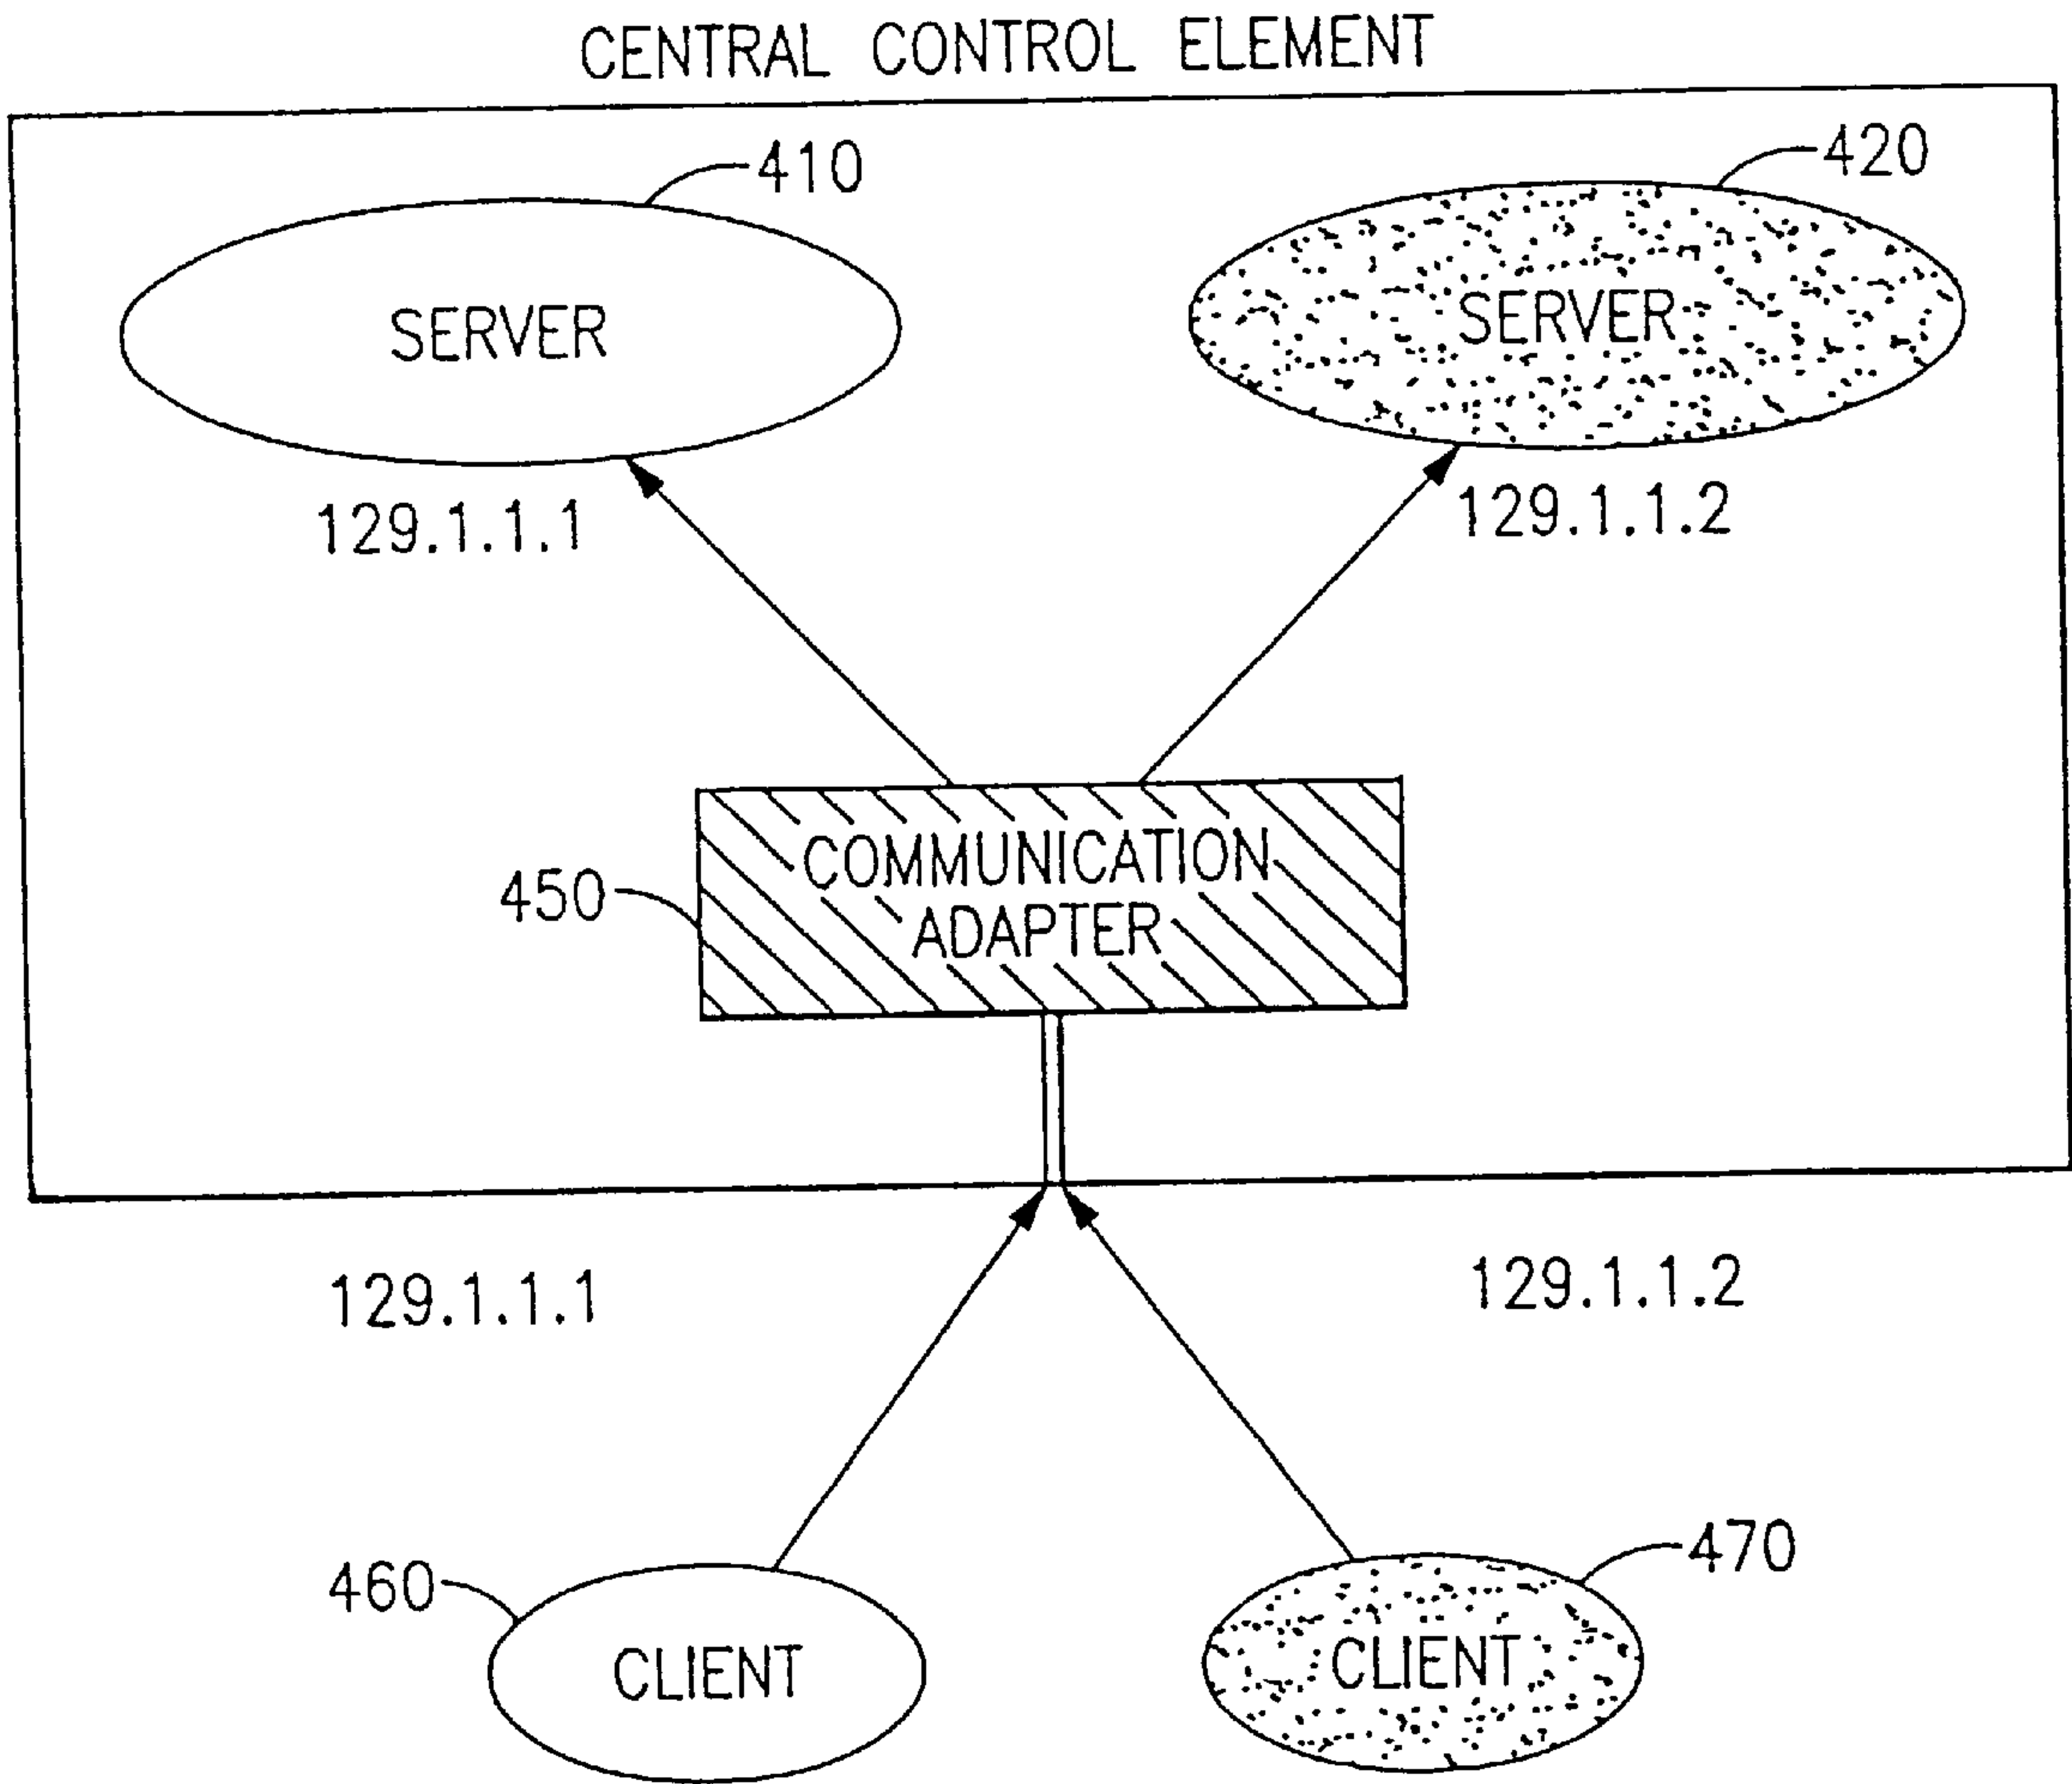 CENTRAL CONTROL ELEMENT
410
420
SERVER
SERVER
129.1.1.1
129.1.1.2
COMMUNICATION
ADAPTER
450
129.1.1.1
129.1.1.2
460
470
CLIENT
CLIENT